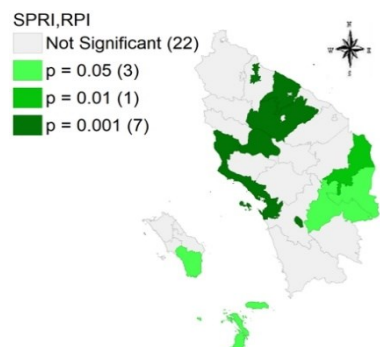 SPRI,RPI
Not Significant (22)
p = 0.05 (3)
p = 0.01 (1)
p = 0.001 (7)
N
W
E
S